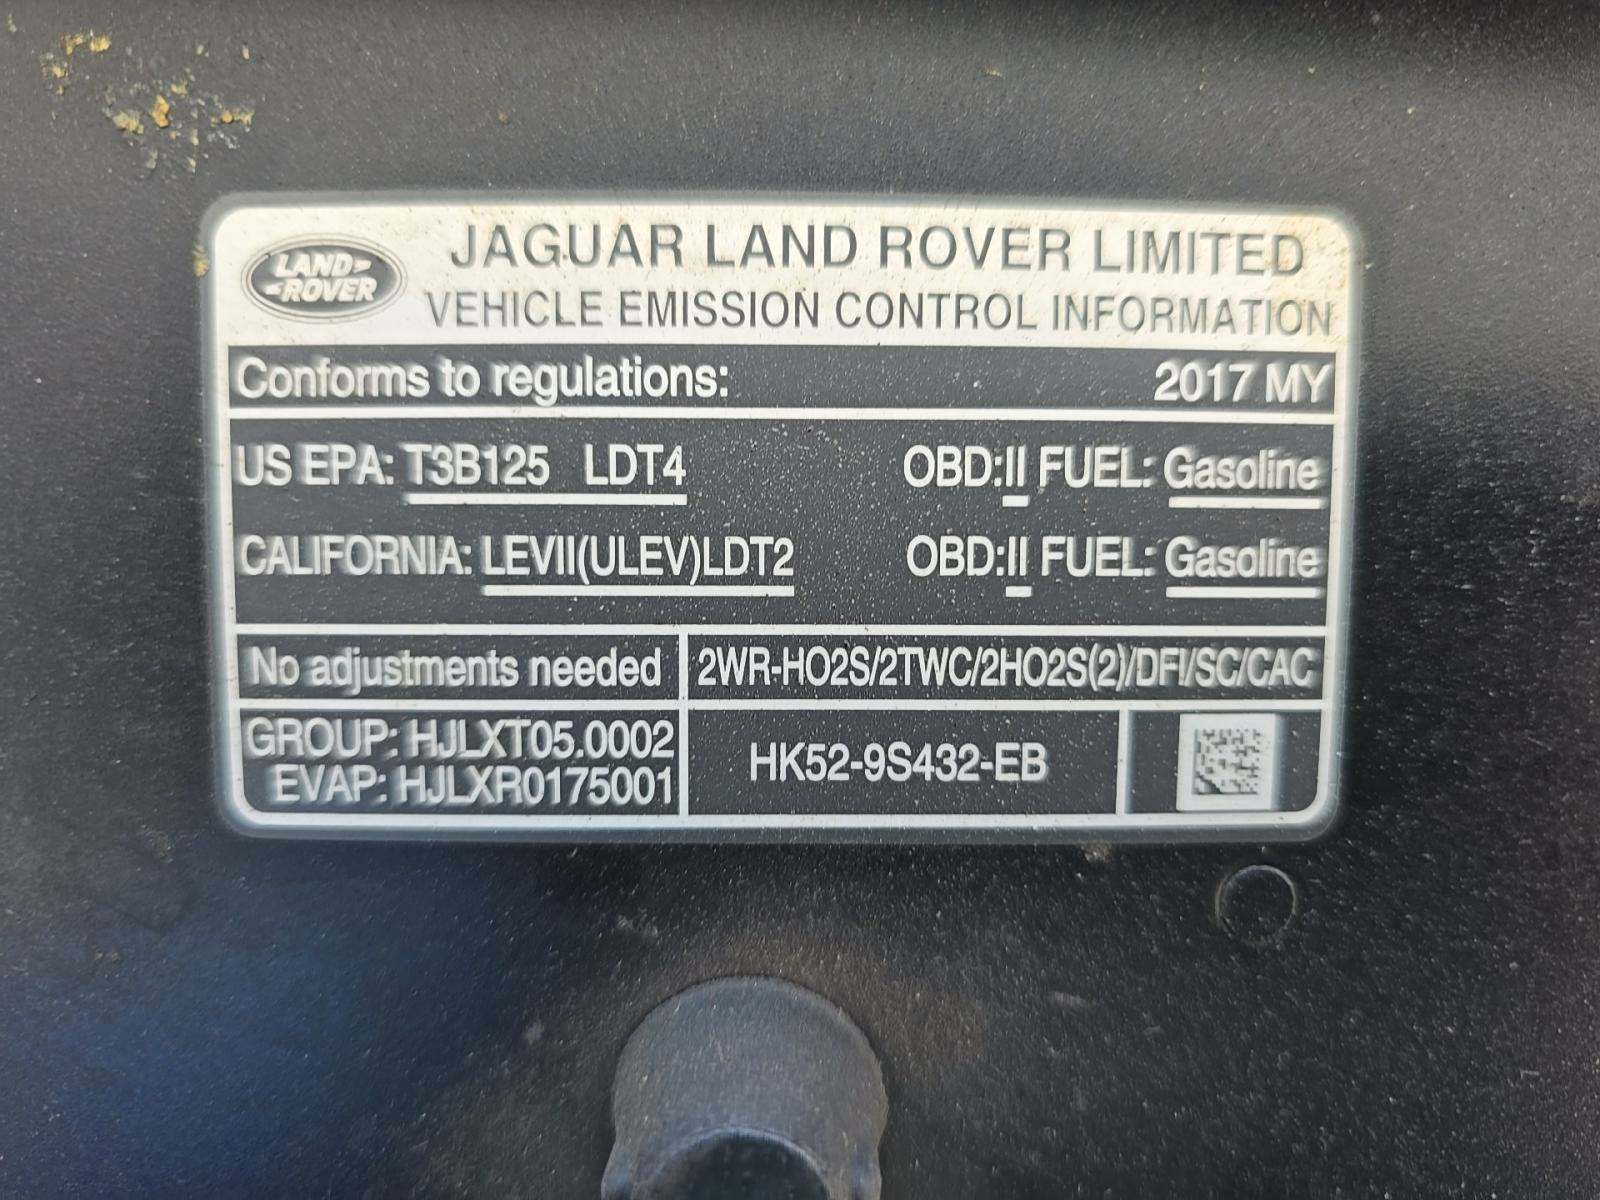 LAND
ROVER
JAGUAR LAND ROVER LIMITED
VEHICLE EMISSION CONTROL INFORMATION
Conforms to regulations: 2017 MY
US EPA: T3B125 LDT4 OBD:II FUEL: Gasoline
CALIFORNIA: LEVII(ULEV)LDT2 OBD:II FUEL: Gasoline
No adjustments needed 2WR-HO2S/2TWC/2HO2S(2)/DFI/SC/CAC
GROUP: HJLXT05.0002
EVAP: HJLXR0175001
HK52-9S432-EB